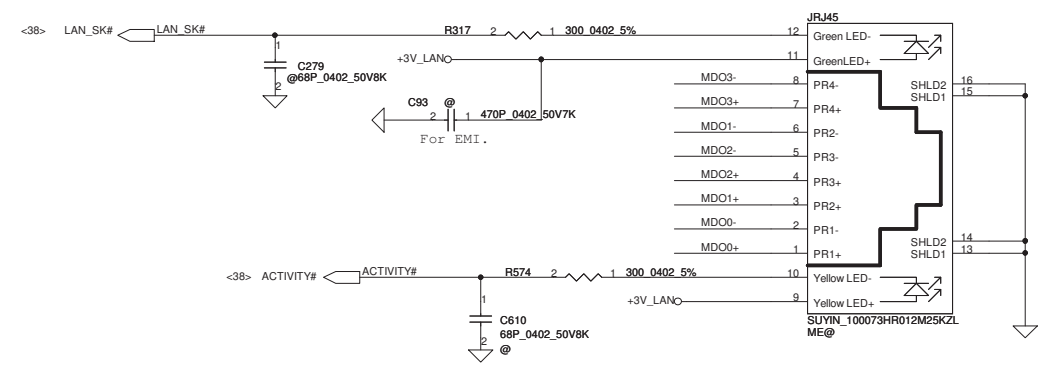 JRJ45
<38> LAN_SK# LAN_SK# R317 2 1 300_0402_5% 12 Green LED-
1
C279
@68P_0402_50V8K
2
+3V_LAN 11 GreenLED+
MDO3- 8 PR4- SHLD2 16
SHLD1 15
C93 @
2 1 470P_0402_50V7K
For EMI.
MDO3+ 7 PR4+
MDO1- 6 PR2-
MDO2- 5 PR3-
MDO2+ 4 PR3+
MDO1+ 3 PR2+
MDO0- 2 PR1-
SHLD2 14
MDO0+ 1 PR1+ SHLD1 13
<38> ACTIVITY# ACTIVITY# R574 2 1 300_0402_5% 10 Yellow LED-
1
C610
68P_0402_50V8K
2
@
+3V_LAN 9 Yellow LED+
SUYIN_100073HR012M25KZL
ME@